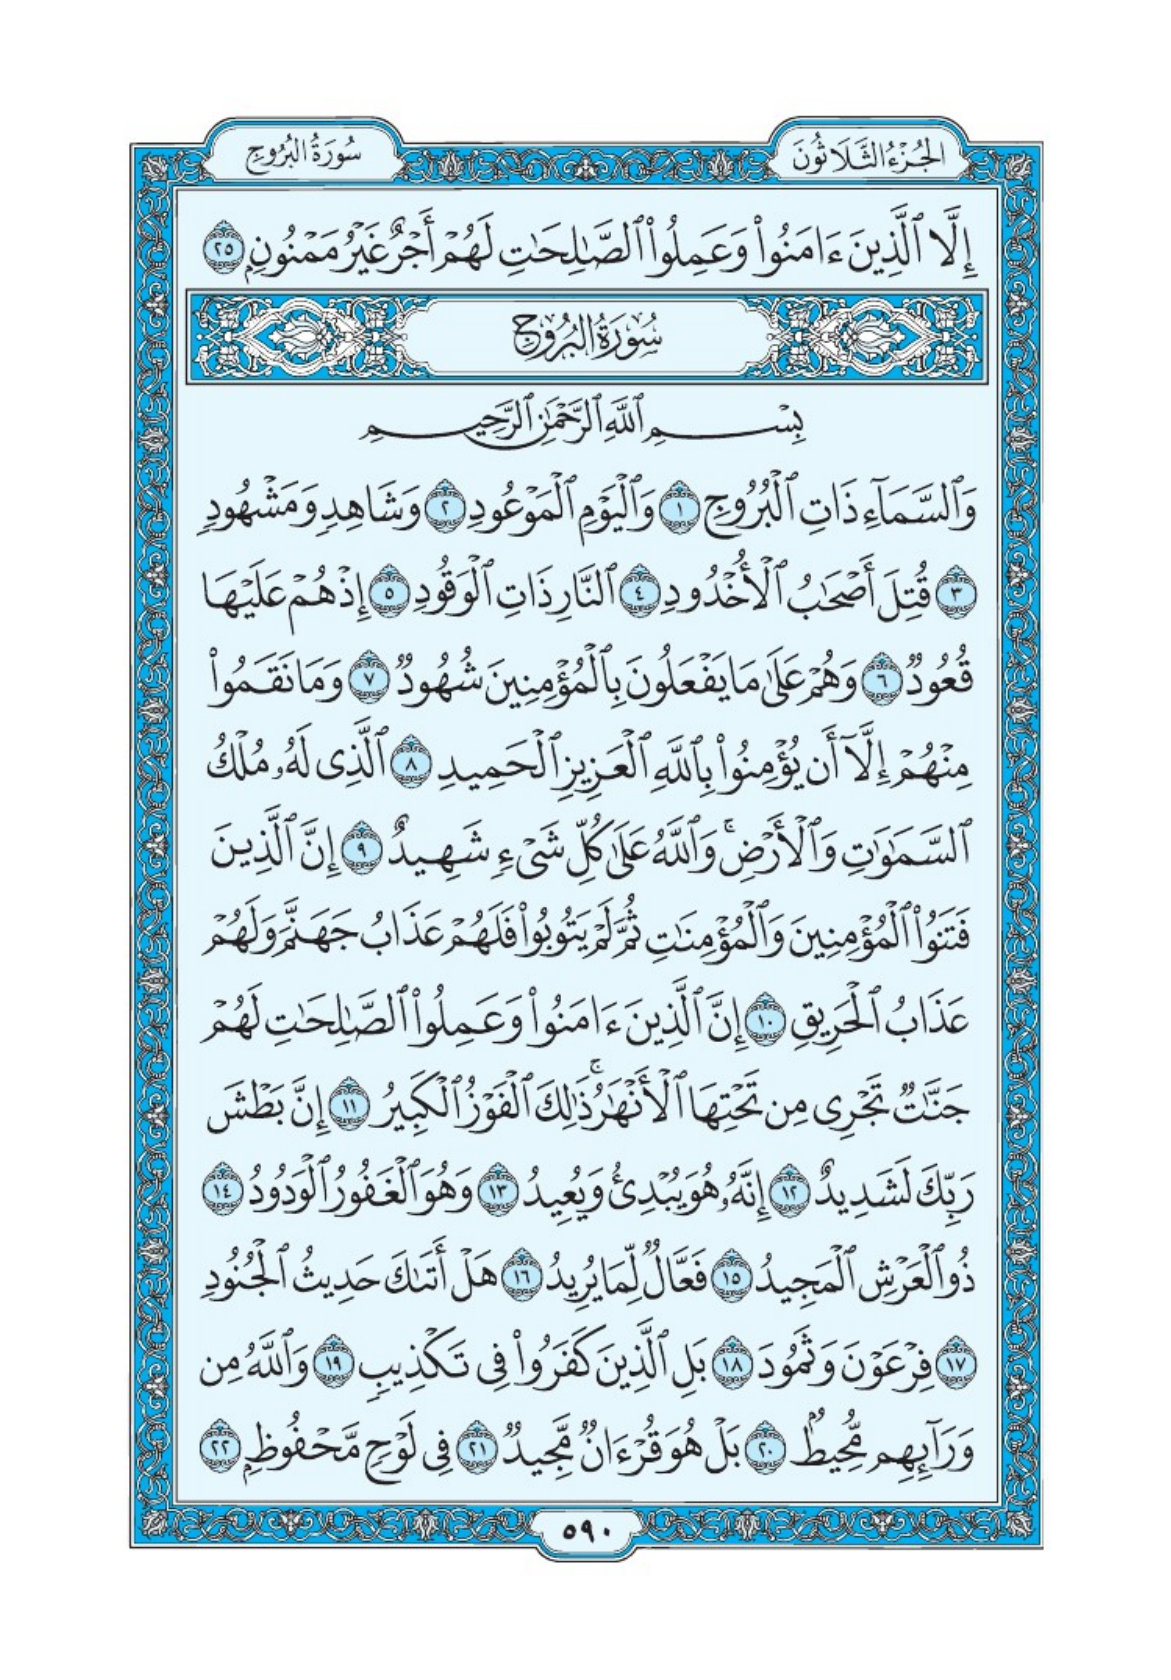 الجُزْءُ الثَّلَاثُونَ
سُورَةُ البُرُوجِ
إِلَّا ٱلَّذِينَ ءَامَنُواْ وَعَمِلُواْ ٱلصَّٰلِحَٰتِ لَهُمۡ أَجۡرٌ غَيۡرُ مَمۡنُونِۭ ٢٥
سُورَةُ البُرُوجِ
بِسۡمِ ٱللَّهِ ٱلرَّحۡمَٰنِ ٱلرَّحِيمِ
وَٱلسَّمَآءِ ذَاتِ ٱلۡبُرُوجِ ١ وَٱلۡيَوۡمِ ٱلۡمَوۡعُودِ ٢ وَشَاهِدٖ وَمَشۡهُودٖ
٣ قُتِلَ أَصۡحَٰبُ ٱلۡأُخۡدُودِ ٤ ٱلنَّارِ ذَاتِ ٱلۡوَقُودِ ٥ إِذۡ هُمۡ عَلَيۡهَا
قُعُودٞ ٦ وَهُمۡ عَلَىٰ مَا يَفۡعَلُونَ بِٱلۡمُؤۡمِنِينَ شُهُودٞ ٧ وَمَا نَقَمُواْ
مِنۡهُمۡ إِلَّآ أَن يُؤۡمِنُواْ بِٱللَّهِ ٱلۡعَزِيزِ ٱلۡحَمِيدِ ٨ ٱلَّذِي لَهُۥ مُلۡكُ
ٱلسَّمَٰوَٰتِ وَٱلۡأَرۡضِۚ وَٱللَّهُ عَلَىٰ كُلِّ شَيۡءٖ شَهِيدٌ ٩ إِنَّ ٱلَّذِينَ
فَتَنُواْ ٱلۡمُؤۡمِنِينَ وَٱلۡمُؤۡمِنَٰتِ ثُمَّ لَمۡ يَتُوبُواْ فَلَهُمۡ عَذَابُ جَهَنَّمَ وَلَهُمۡ
عَذَابُ ٱلۡحَرِيقِ ١٠ إِنَّ ٱلَّذِينَ ءَامَنُواْ وَعَمِلُواْ ٱلصَّٰلِحَٰتِ لَهُمۡ
جَنَّٰتٞ تَجۡرِي مِن تَحۡتِهَا ٱلۡأَنۡهَٰرُۚ ذَٰلِكَ ٱلۡفَوۡزُ ٱلۡكَبِيرُ ١١ إِنَّ بَطۡشَ
رَبِّكَ لَشَدِيدٌ ١٢ إِنَّهُۥ هُوَ يُبۡدِئُ وَيُعِيدُ ١٣ وَهُوَ ٱلۡغَفُورُ ٱلۡوَدُودُ ١٤
ذُو ٱلۡعَرۡشِ ٱلۡمَجِيدُ ١٥ فَعَّالٞ لِّمَا يُرِيدُ ١٦ هَلۡ أَتَىٰكَ حَدِيثُ ٱلۡجُنُودِ
١٧ فِرۡعَوۡنَ وَثَمُودَ ١٨ بَلِ ٱلَّذِينَ كَفَرُواْ فِي تَكۡذِيبٖ ١٩ وَٱللَّهُ مِن
وَرَآئِهِم مُّحِيطُۢ ٢٠ بَلۡ هُوَ قُرۡءَانٞ مَّجِيدٞ ٢١ فِي لَوۡحٖ مَّحۡفُوظِۭ ٢٢
٥٩٠